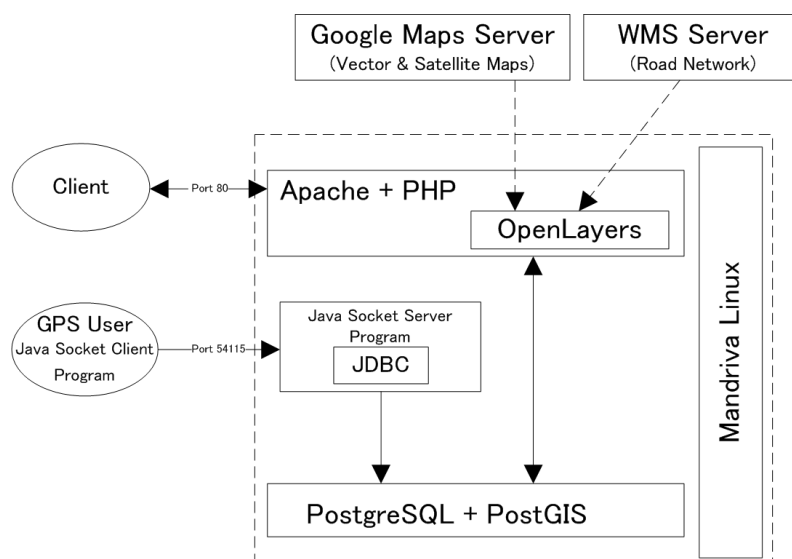 Google Maps Server
(Vector & Satellite Maps)
WMS Server
(Road Network)
Client
Port 80
Apache + PHP
OpenLayers
GPS User
Java Socket Client
Program
Port 54115
Java Socket Server
Program
JDBC
PostgreSQL + PostGIS
Mandriva Linux